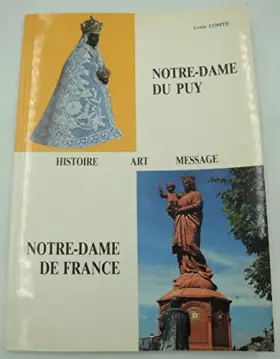 Louis COMTE
NOTRE-DAME
DU PUY
HISTOIRE ART MESSAGE
NOTRE-DAME
DE FRANCE